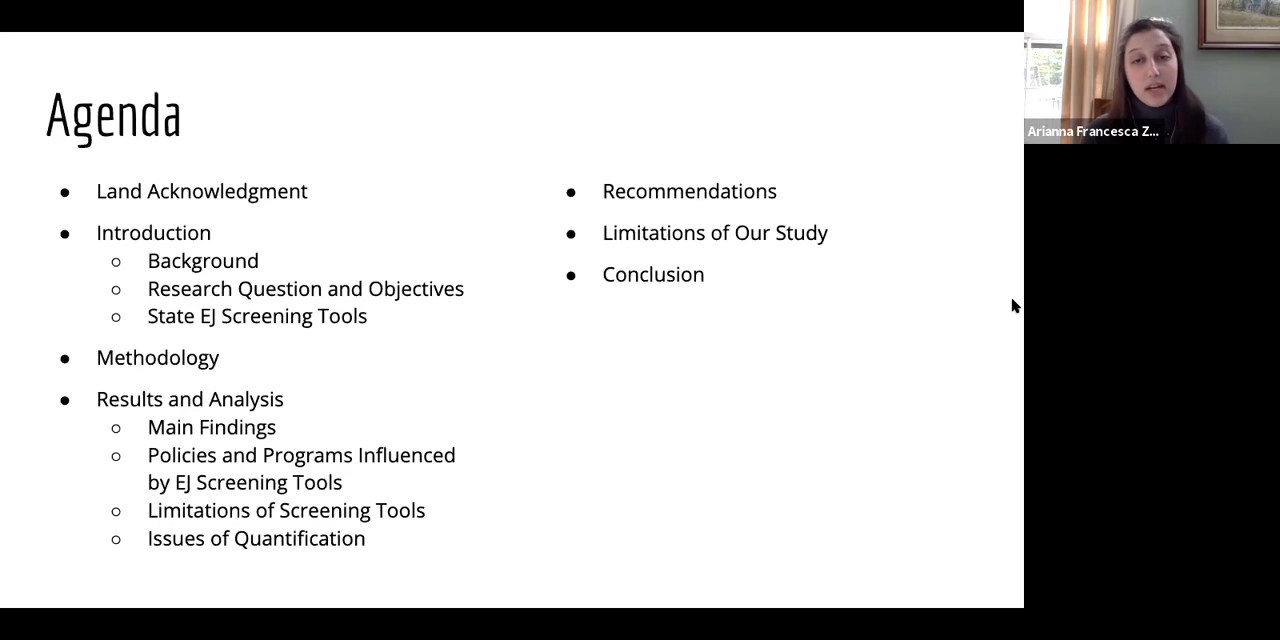 Agenda
● Land Acknowledgment
● Introduction
○ Background
○ Research Question and Objectives
○ State EJ Screening Tools
● Methodology
● Results and Analysis
○ Main Findings
○ Policies and Programs Influenced
by EJ Screening Tools
○ Limitations of Screening Tools
○ Issues of Quantification
● Recommendations
● Limitations of Our Study
● Conclusion
Arianna Francesca Z...